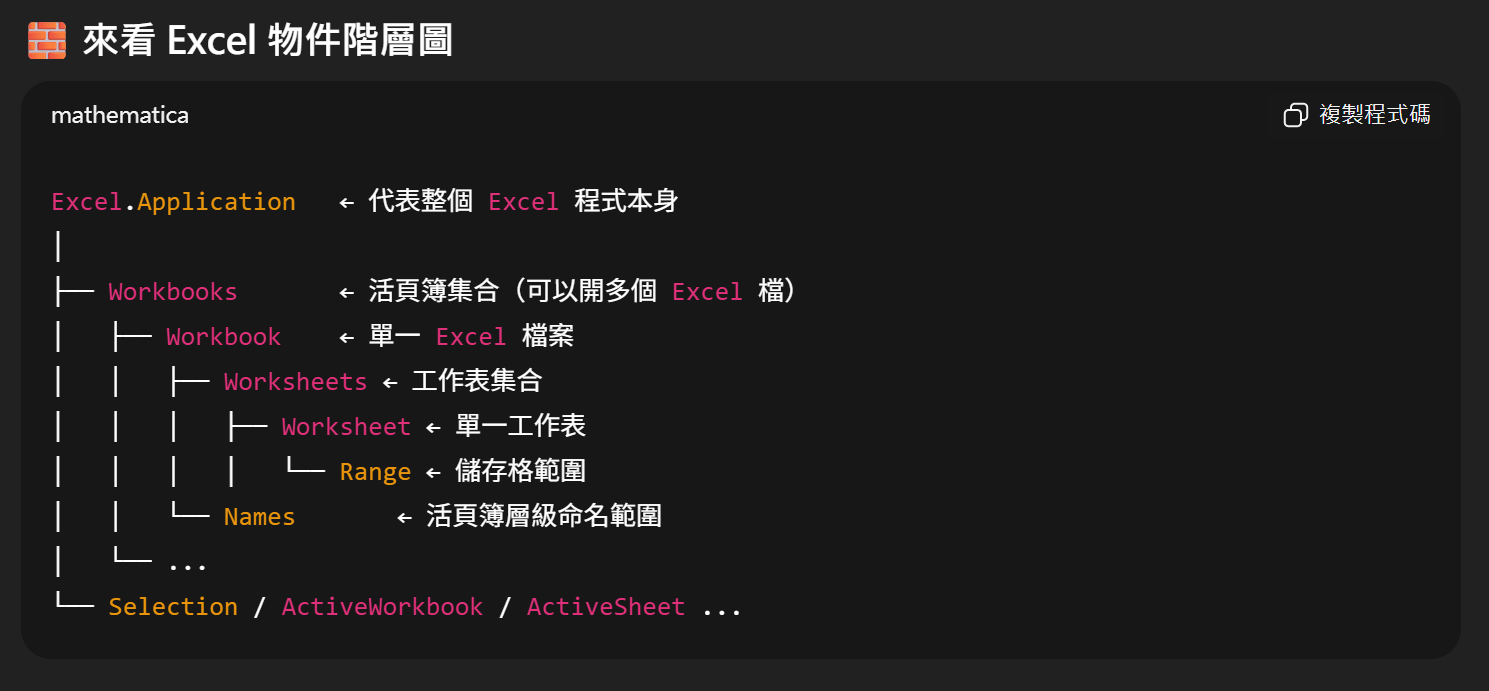 🧱 來看 Excel 物件階層圖
mathematica
複製程式碼
Excel.Application   ← 代表整個 Excel 程式本身
│
├── Workbooks       ← 活頁簿集合（可以開多個 Excel 檔）
│   ├── Workbook    ← 單一 Excel 檔案
│   │   ├── Worksheets ← 工作表集合
│   │   │   ├── Worksheet ← 單一工作表
│   │   │   │   └── Range ← 儲存格範圍
│   │   └── Names       ← 活頁簿層級命名範圍
│   └── ...
└── Selection / ActiveWorkbook / ActiveSheet ...